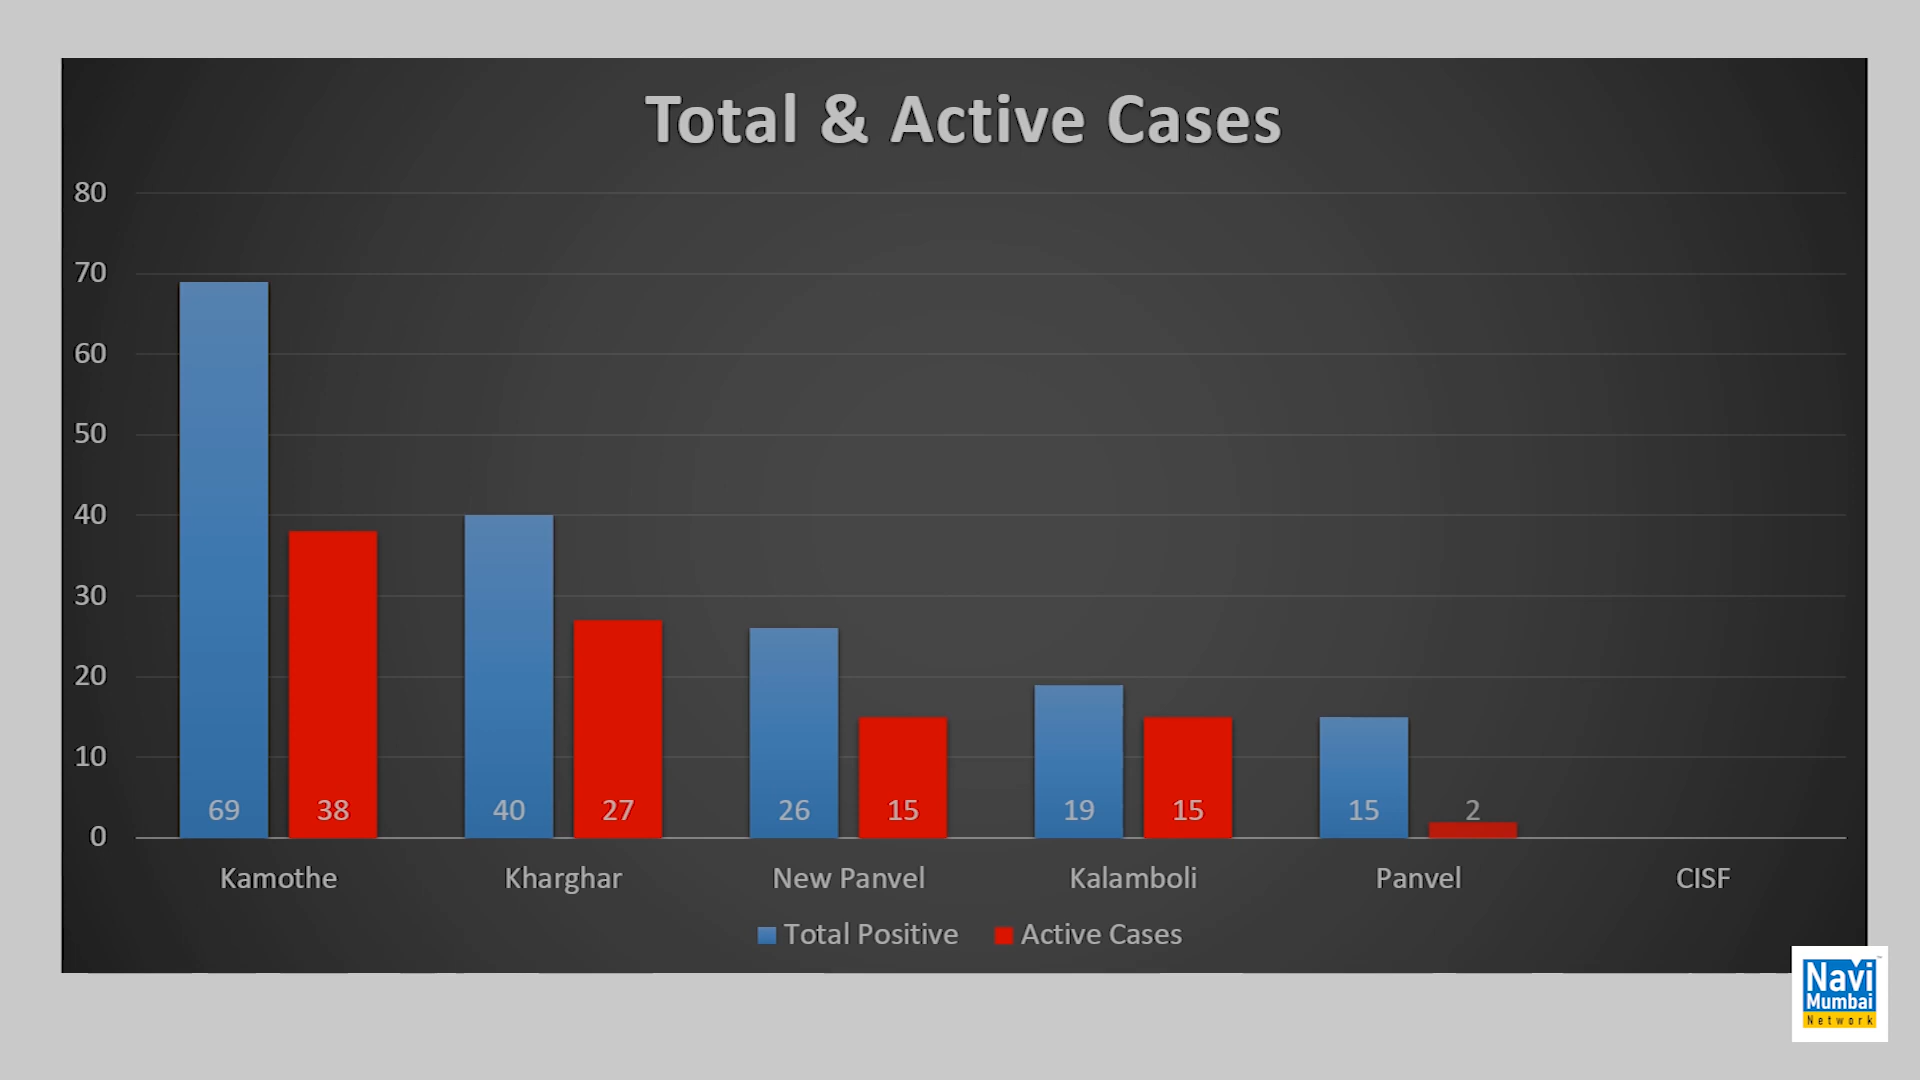 Total & Active Cases
80
70
60
50
40
30
20
10
0
69 38 40 27 26 15 19 15 15 2
Kamothe Kharghar New Panvel Kalamboli Panvel CISF
Total Positive Active Cases
Navi
Mumbai
Network